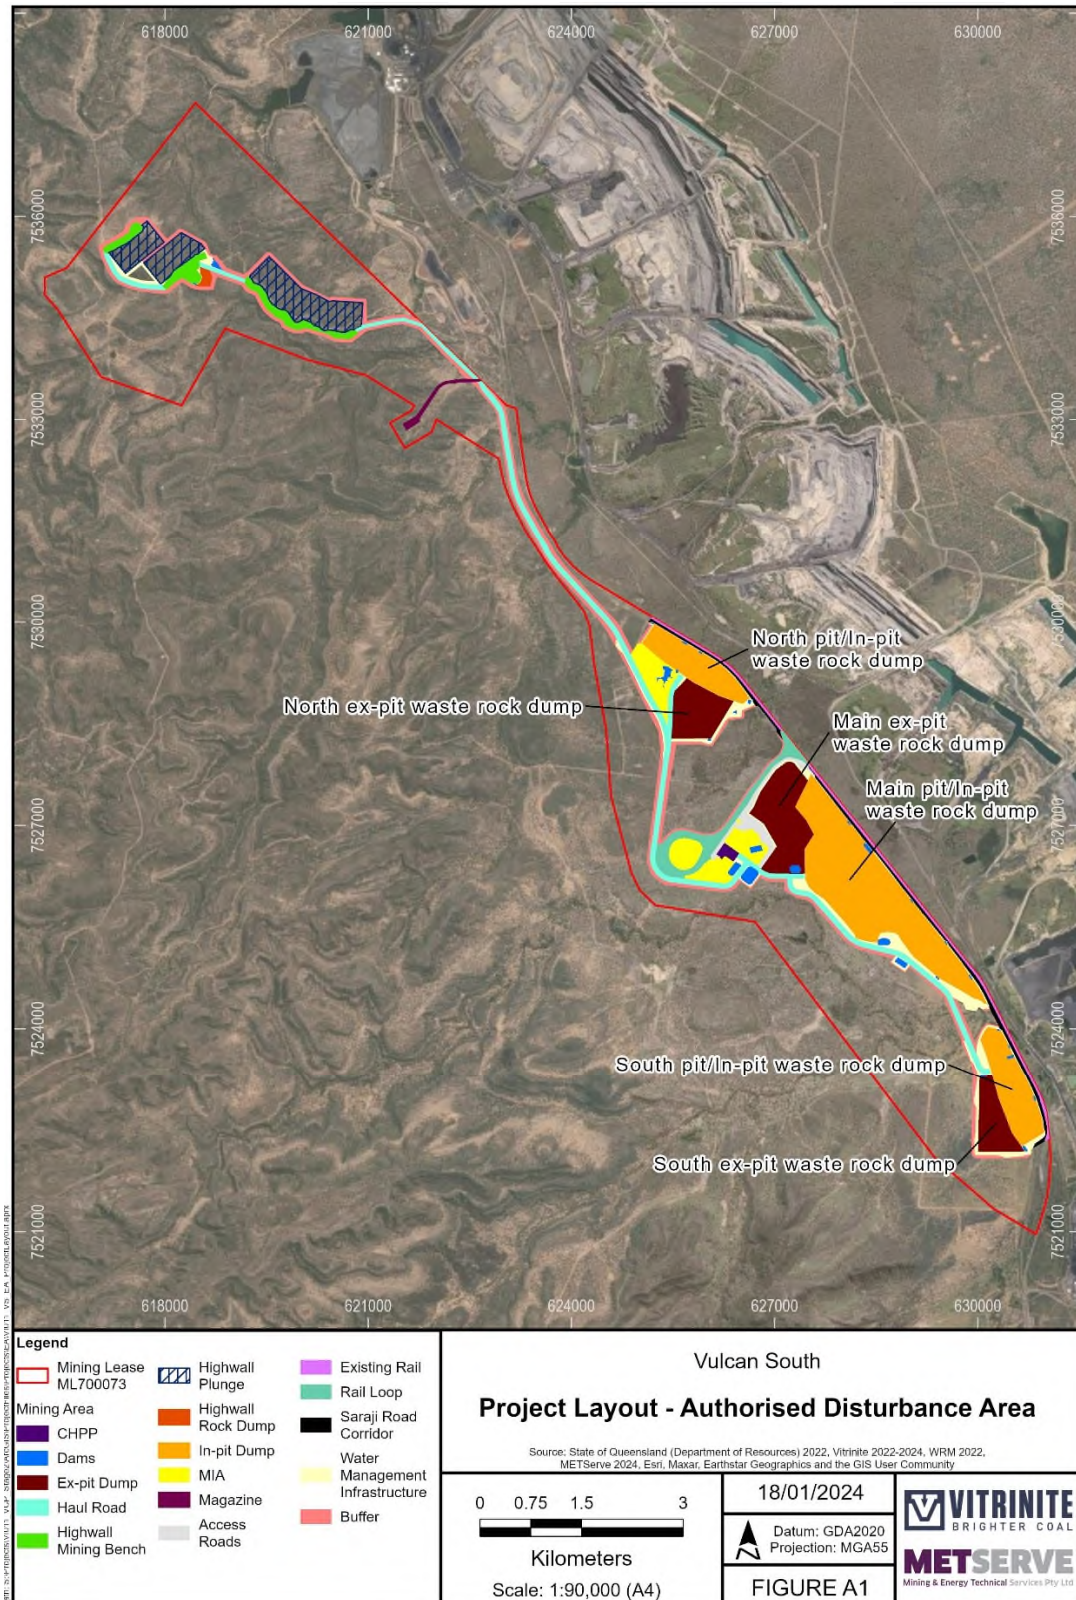 618000
621000
624000
627000
630000
7536000
7536000
7533000
7533000
7530000
7530000
North pit/In-pit
waste rock dump
North ex-pit waste rock dump
Main ex-pit
waste rock dump
Main pit/In-pit
waste rock dump
7527000
7527000
7524000
7524000
South pit/In-pit waste rock dump
South ex-pit waste rock dump
7521000
7521000
618000
621000
624000
627000
630000
Legend
Mining Lease
ML700073
Mining Area
CHPP
Dams
Ex-pit Dump
Haul Road
Highwall
Mining Bench
Highwall
Plunge
Highwall
Rock Dump
In-pit Dump
MIA
Magazine
Access
Roads
Existing Rail
Rail Loop
Saraji Road
Corridor
Water
Management
Infrastructure
Buffer
Vulcan South
Project Layout - Authorised Disturbance Area
Source: State of Queensland (Department of Resources) 2022, Vitrinite 2022-2024, WRM 2022,
METServe 2024, Esri, Maxar, Earthstar Geographics and the GIS User Community
0 0.75 1.5 3
Kilometers
Scale: 1:90,000 (A4)
18/01/2024
Datum: GDA2020
Projection: MGA55
FIGURE A1
VITRINITE
BRIGHTER COAL
METSERVE
Mining & Energy Technical Services Pty Ltd